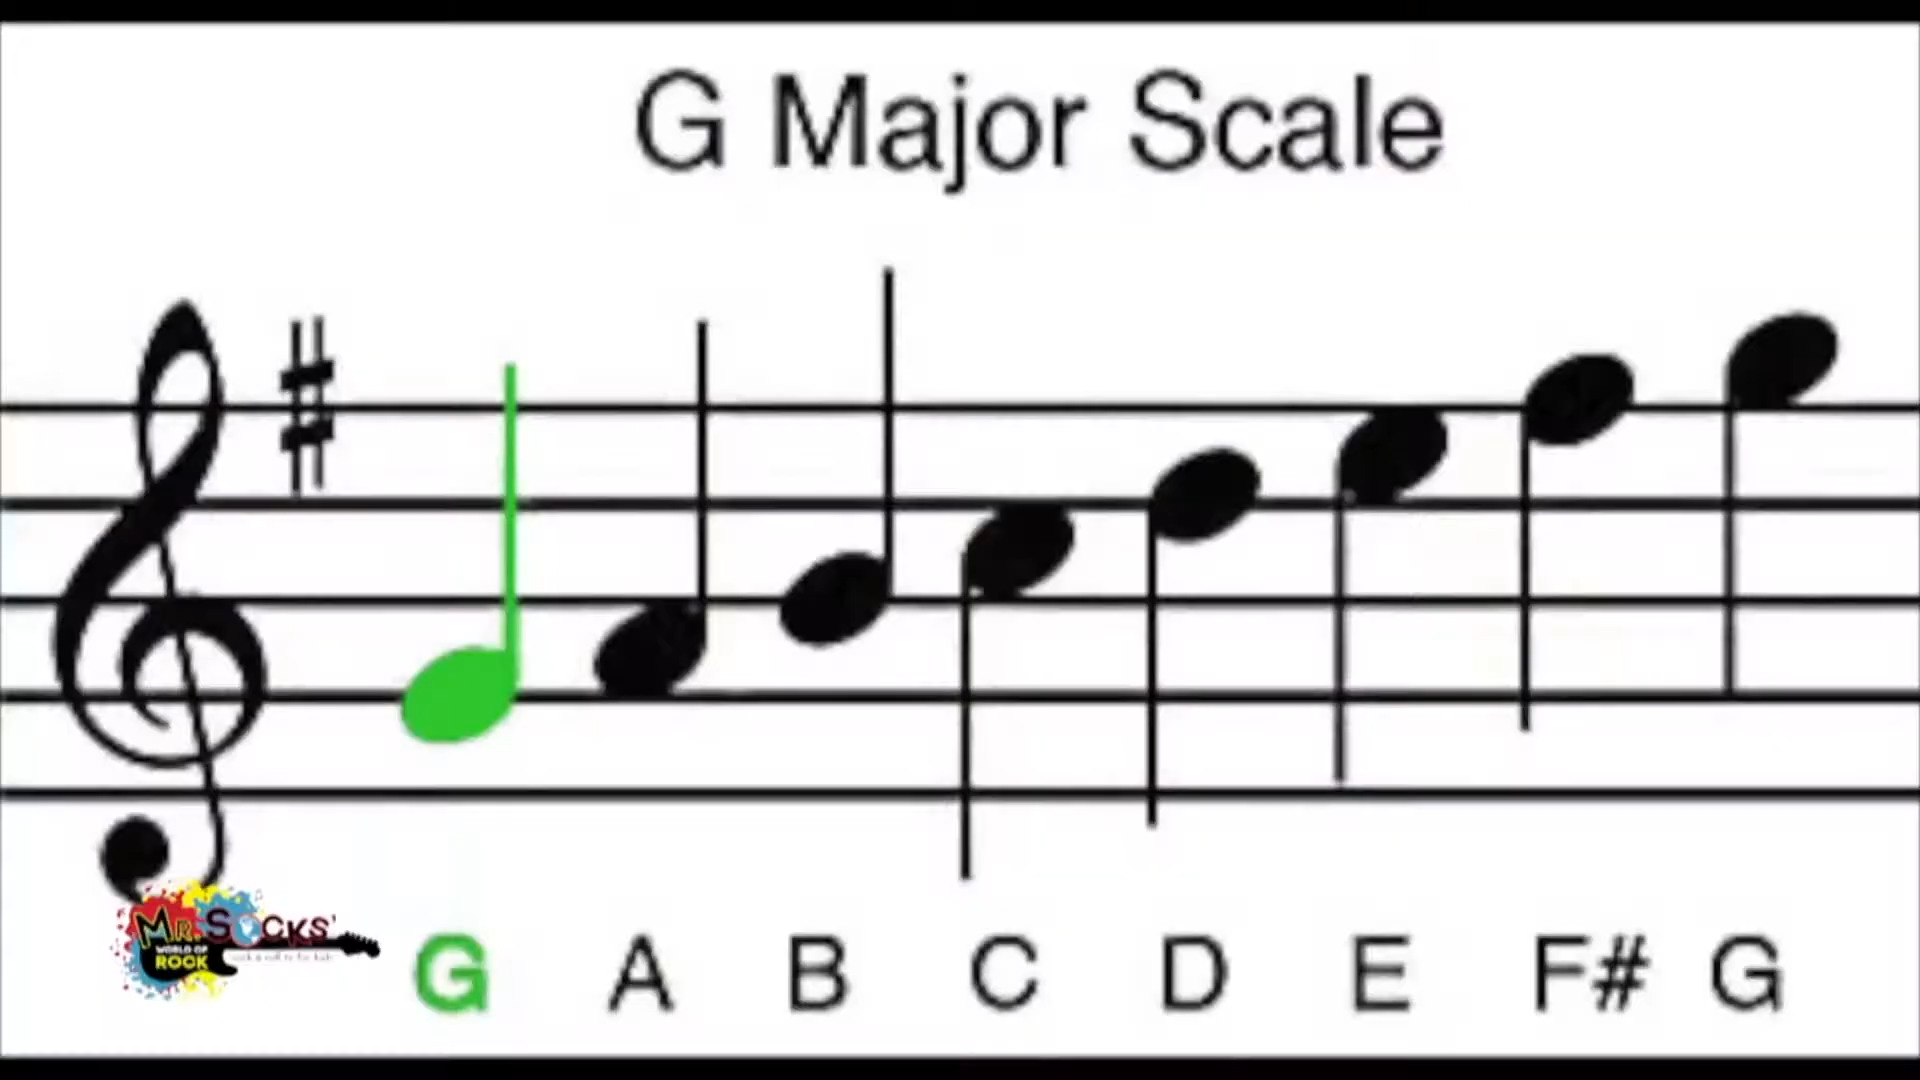 G Major Scale
MR. SOCKS'
WORLD OF
ROCK
G A B C D E F# G